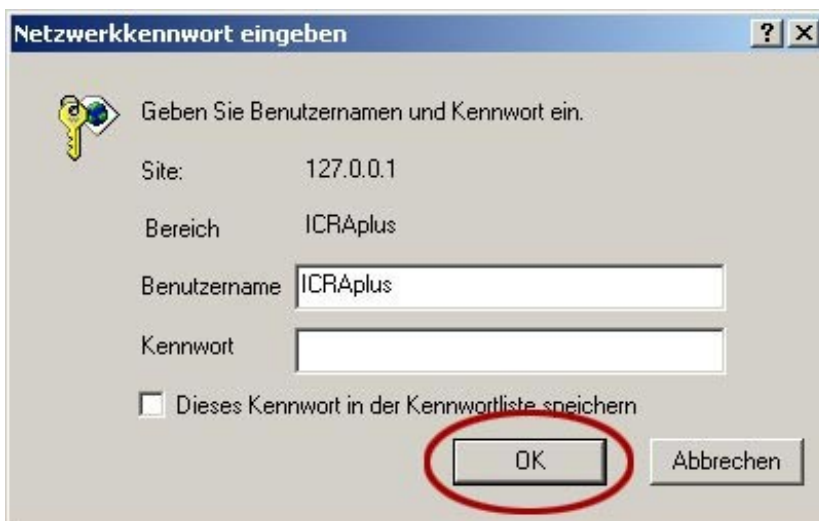 Netzwerkkennwort eingeben
Geben Sie Benutzernamen und Kennwort ein.
Site: 127.0.0.1
Bereich ICRAplus
Benutzername ICRAplus
Kennwort
Dieses Kennwort in der Kennwortliste speichern
OK Abbrechen